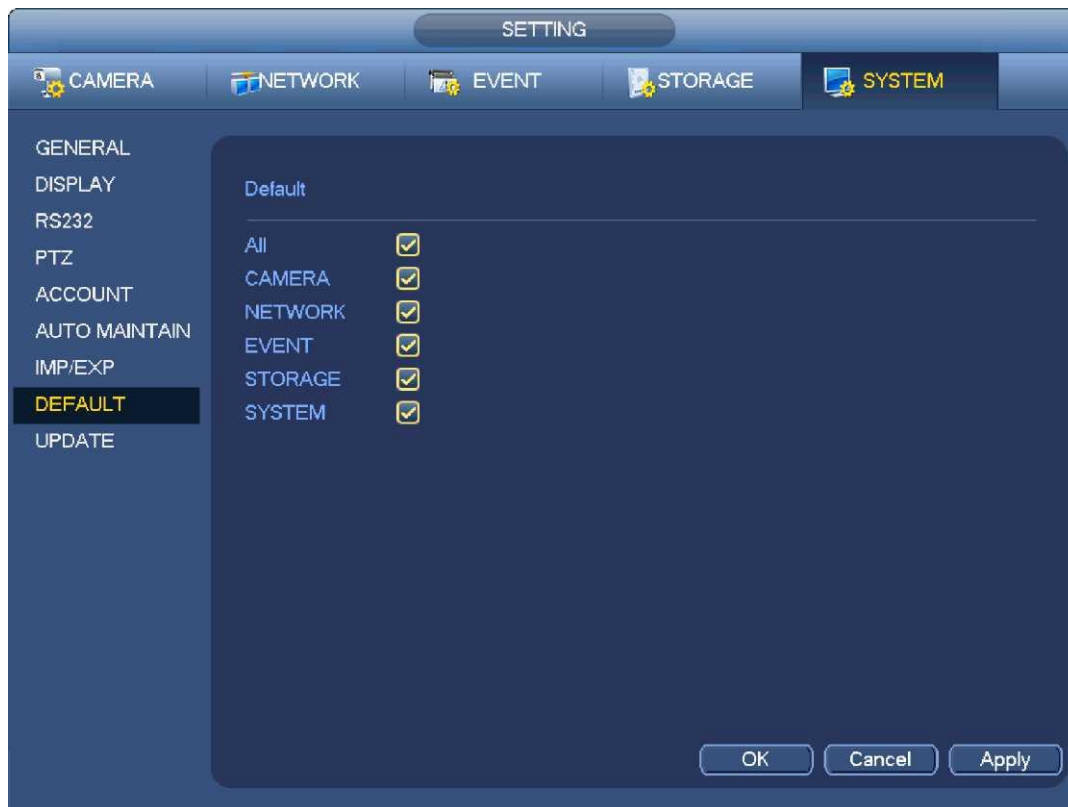 SETTING
CAMERA NETWORK EVENT STORAGE SYSTEM
GENERAL
DISPLAY
RS232
PTZ
ACCOUNT
AUTO MAINTAIN
IMP/EXP
DEFAULT
UPDATE
Default
All
CAMERA
NETWORK
EVENT
STORAGE
SYSTEM
OK Cancel Apply